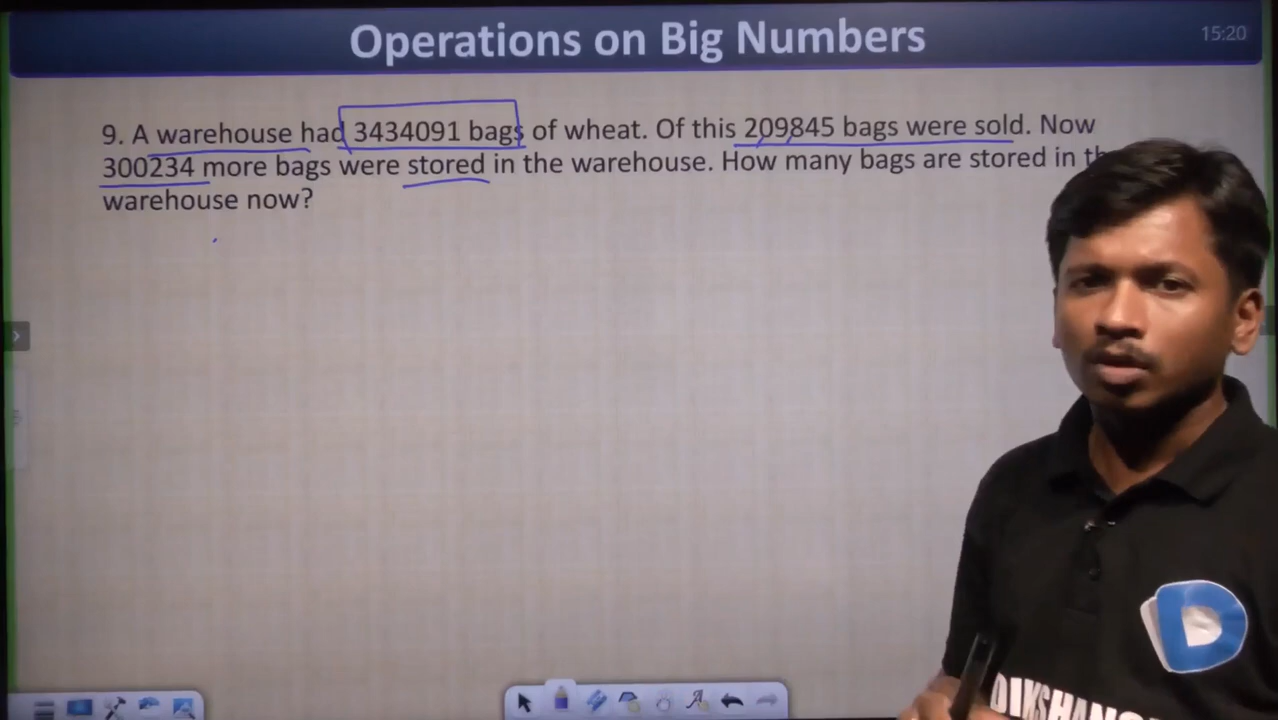 Operations on Big Numbers
15:20
9. A warehouse had 3434091 bags of wheat. Of this 209845 bags were sold. Now
300234 more bags were stored in the warehouse. How many bags are stored in
warehouse now?
D